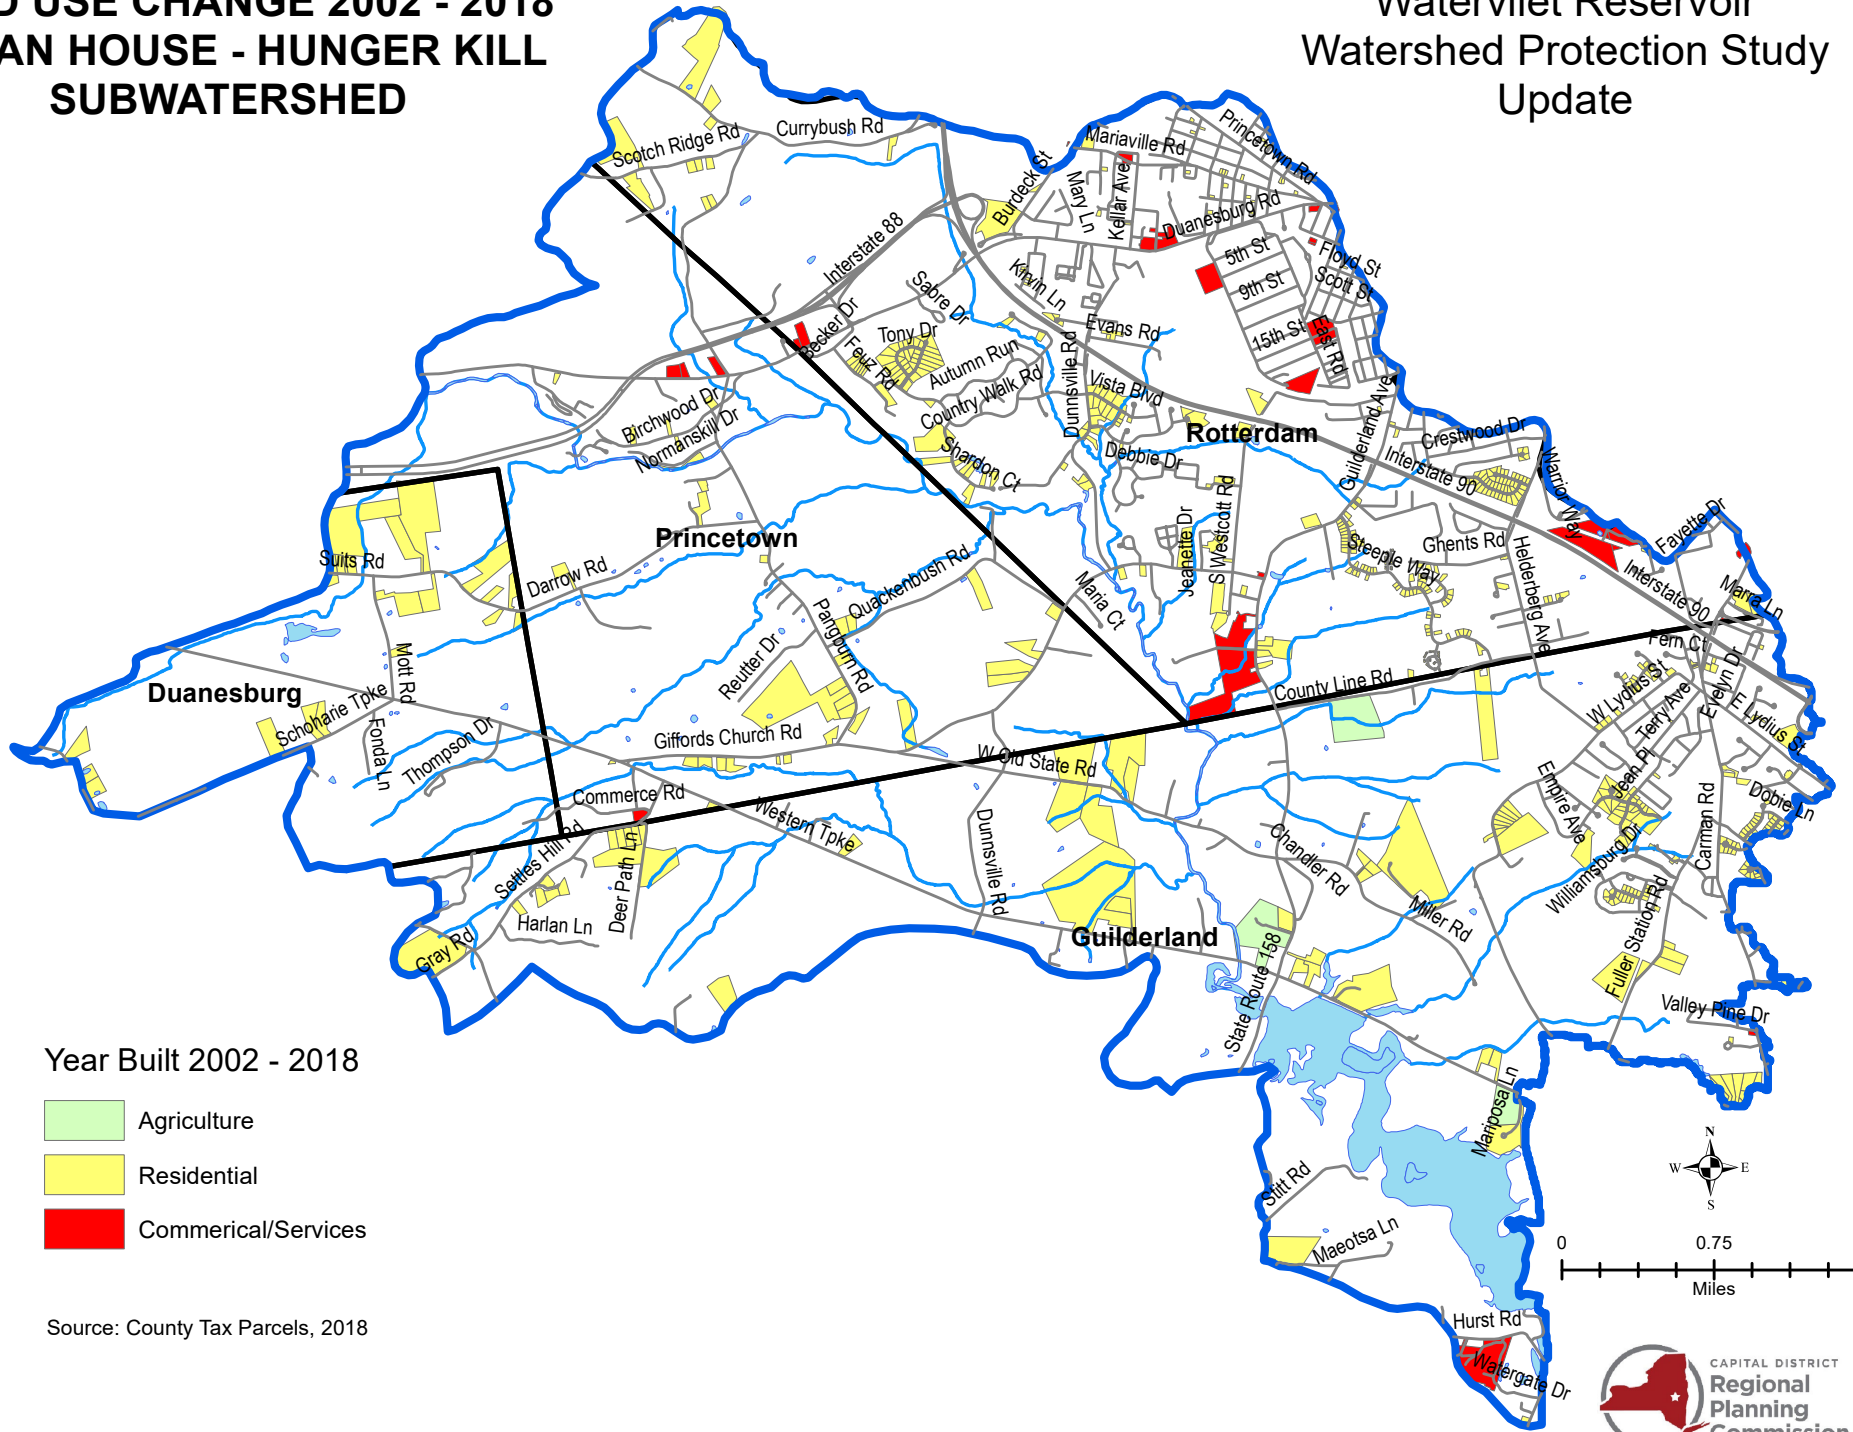 D USE CHANGE 2002 - 2018
AN HOUSE - HUNGER KILL
SUBWATERSHED
Watervliet Reservoir
Watershed Protection Study
Update
Scotch Ridge Rd
Currybush Rd
Mariaville Rd
Princetown Rd
Burdeck St
Mary Ln
Kellar Ave
Duanesburg Rd
Interstate 88
5th St
Floyd St
Scott St
9th St
Kirvin Ln
Sabre Dr
Becker Dr
Tony Dr
Evans Rd
15th St
East Rd
Feuz Rd
Autumn Run
Dunnsville Rd
Country Walk Rd
Vista Blvd
Guilderland Ave
Birchwood Dr
Normanskill Dr
Rotterdam
Crestwood Dr
Shardon Ct
Debbie Dr
Interstate 90
Warrior Way
S Westcott Rd
Jeanette Dr
Princetown
Fayette Dr
Suits Rd
Darrow Rd
Quackenbush Rd
Steeple Way
Ghents Rd
Helderberg Ave
Interstate 90
Maria Ct
Marra Ln
Pangburn Rd
Reutter Dr
Fern Ct
Mott Rd
Duanesburg
Schoharie Tpke
County Line Rd
W Lydius St
Evelyn Dr
Terry Ave
E Lydius St
Fonda Ln
Thompson Dr
Giffords Church Rd
W Old State Rd
Jean Pl
Empire Ave
Commerce Rd
Western Tpke
Dobie Ln
Carman Rd
Settles Hill Rd
Deer Path Ln
Dunnsville Rd
Chandler Rd
Williamsburg Dr
Harlan Ln
Gray Rd
Guilderland
Miller Rd
Fuller Station Rd
State Route 158
Valley Pine Dr
Mariposa Ln
Year Built 2002 - 2018
Agriculture
Residential
Commerical/Services
Source: County Tax Parcels, 2018
N
W E
S
Stitt Rd
Maeotsa Ln
0 0.75
Miles
Hurst Rd
Watergate Dr
CAPITAL DISTRICT
Regional
Planning
Commission